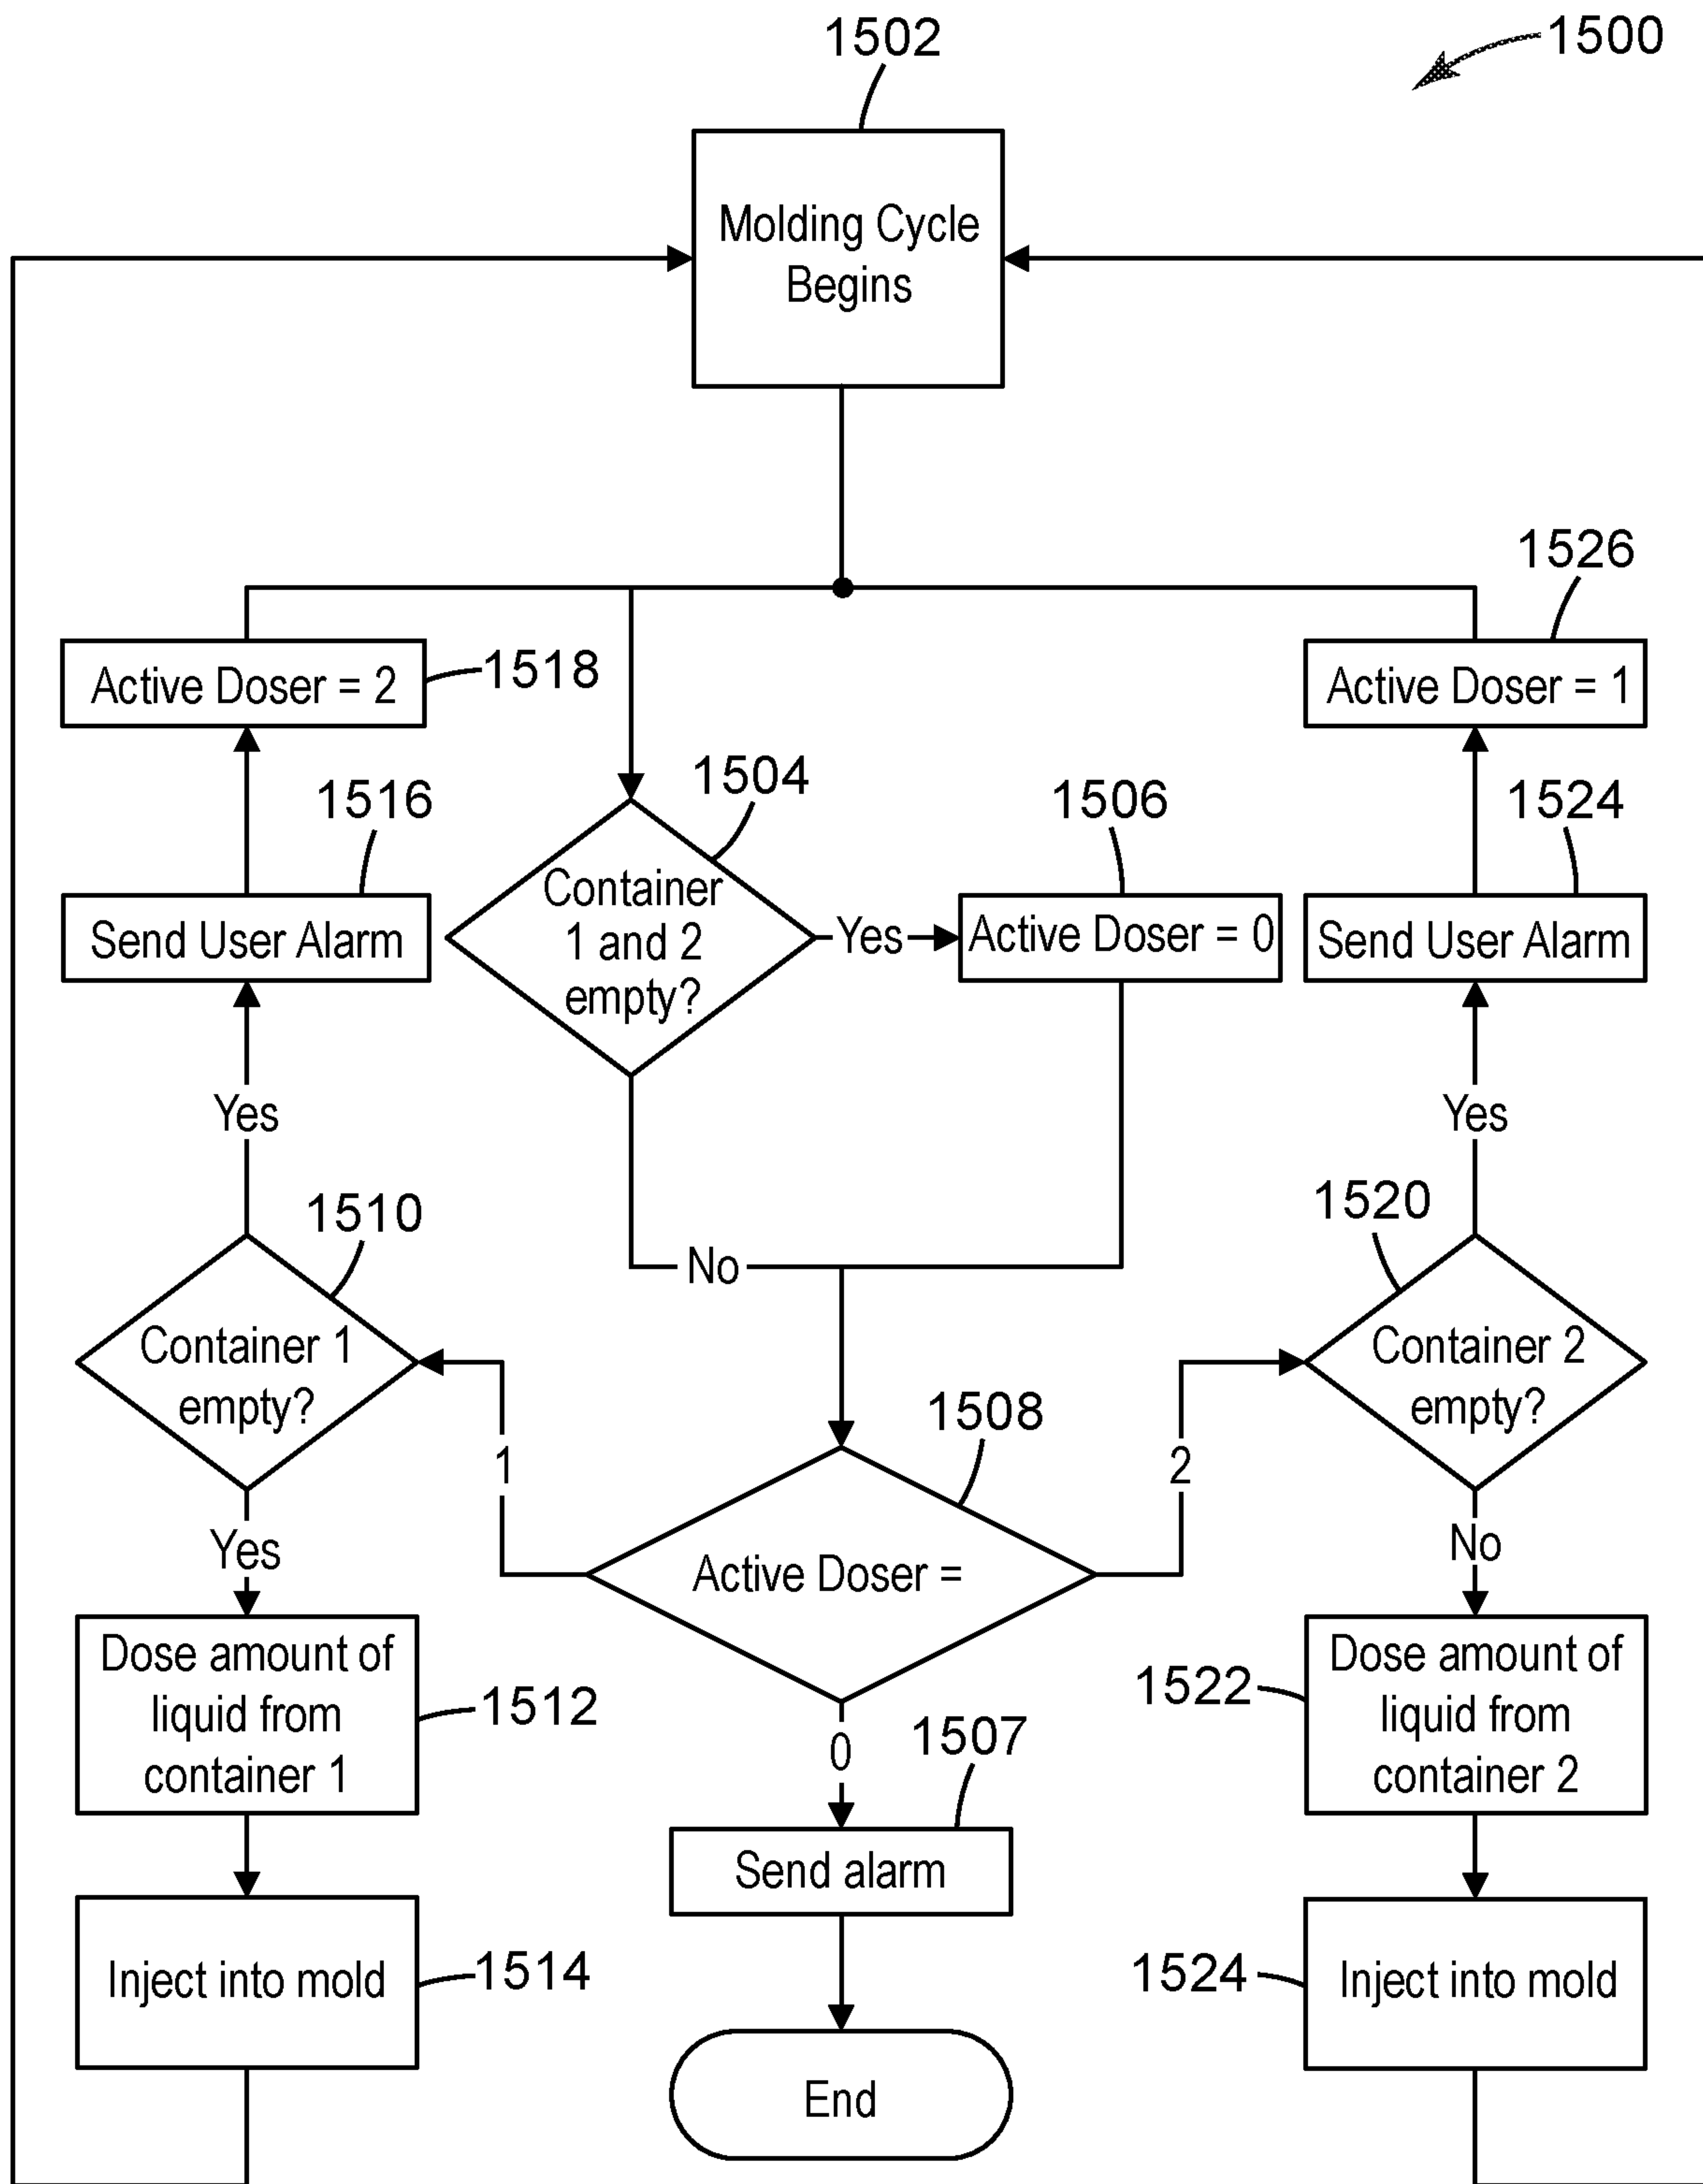 1502
1500
Molding Cycle
Begins
1526
Active Doser = 2
1518
Active Doser = 1
1504
1516
1506
1524
Container
1 and 2
empty?
Yes
Send User Alarm
Active Doser = 0
Send User Alarm
Yes
Yes
1510
1520
No
Container 1
empty?
Container 2
empty?
1508
1
2
Yes
No
Active Doser =
Dose amount of
liquid from
container 1
1512
1522
Dose amount of
liquid from
container 2
0
1507
Send alarm
Inject into mold
1514
1524
Inject into mold
End